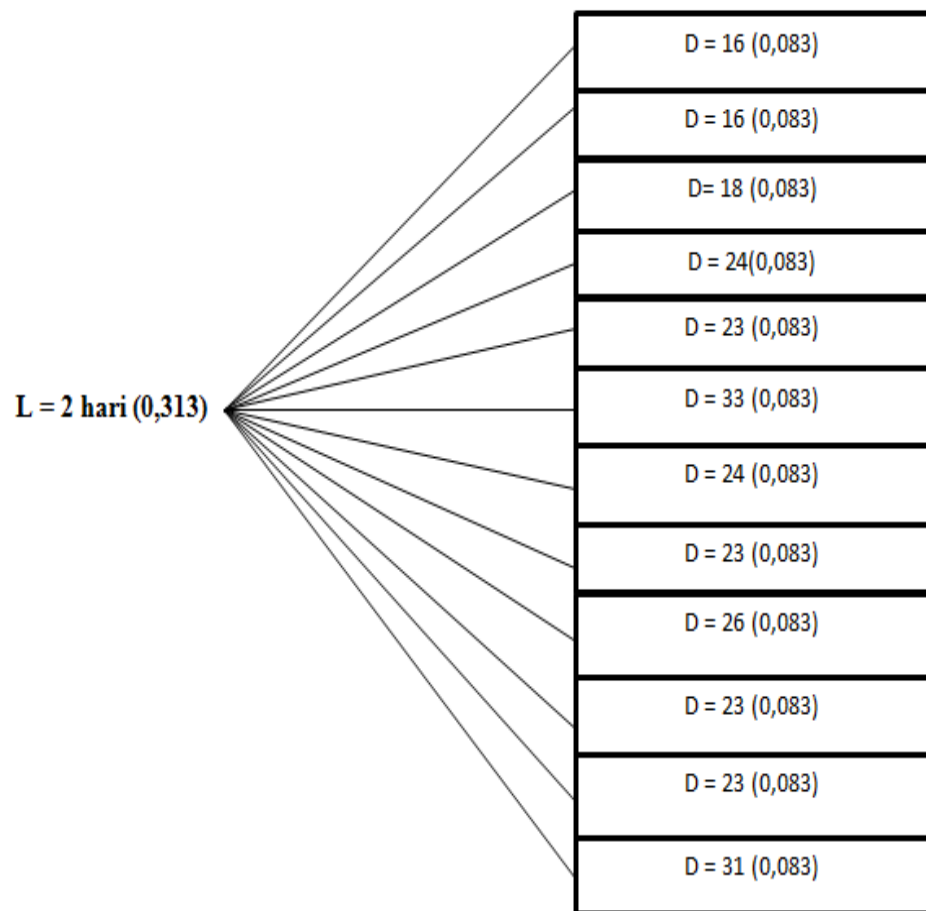 D = 16 (0,083)
D = 16 (0,083)
D= 18 (0,083)
D = 24(0,083)
D = 23 (0,083)
L = 2 hari (0,313)
D = 33 (0,083)
D = 24 (0,083)
D = 23 (0,083)
D = 26 (0,083)
D = 23 (0,083)
D = 23 (0,083)
D = 31 (0,083)